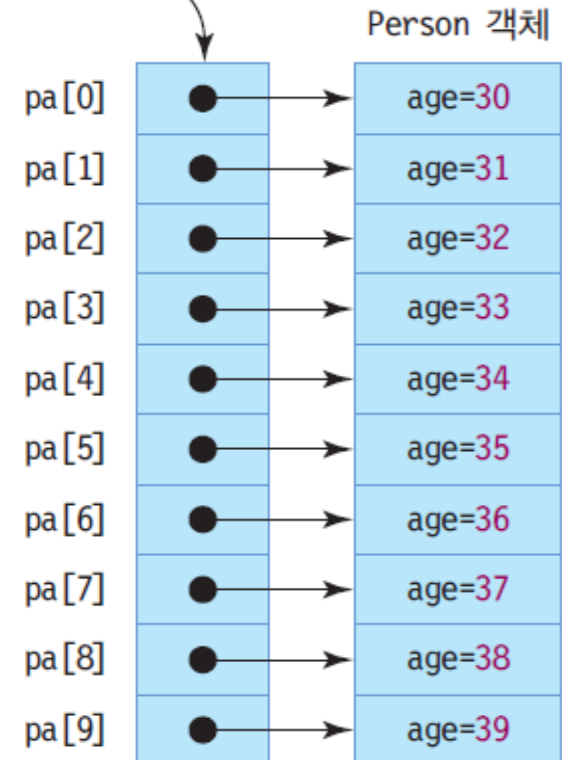 Person 객체
pa[0] age=30
pa[1] age=31
pa[2] age=32
pa[3] age=33
pa[4] age=34
pa[5] age=35
pa[6] age=36
pa[7] age=37
pa[8] age=38
pa[9] age=39